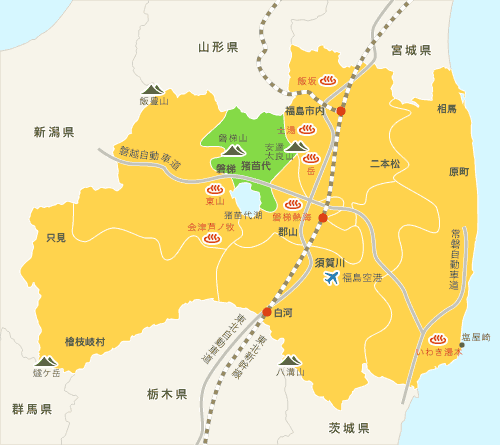 山形県
宮城県
飯坂
飯豊山
福島市内
相馬
新潟県
磐梯山
土湯
安達
太良山
磐越自動車道
磐梯
猪苗代
岳
二本松
原町
東山
猪苗代湖
磐梯熱海
会津芦ノ牧
只見
郡山
常磐自動車道
須賀川
福島空港
白河
塩屋崎
檜枝岐村
東北自動車道
東北新幹線
いわき湯本
燧ケ岳
八溝山
栃木県
群馬県
茨城県